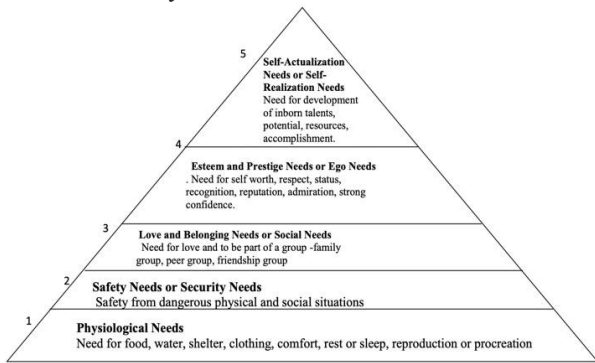 5
Self-Actualization
Needs or Self-
Realization Needs
Need for development
of inborn talents,
potential, resources,
accomplishment.
4
Esteem and Prestige Needs or Ego Needs
. Need for self worth, respect, status,
recognition, reputation, admiration, strong
confidence.
3
Love and Belonging Needs or Social Needs
Need for love and to be part of a group -family
group, peer group, friendship group
2
Safety Needs or Security Needs
Safety from dangerous physical and social situations
1
Physiological Needs
Need for food, water, shelter, clothing, comfort, rest or sleep, reproduction or procreation